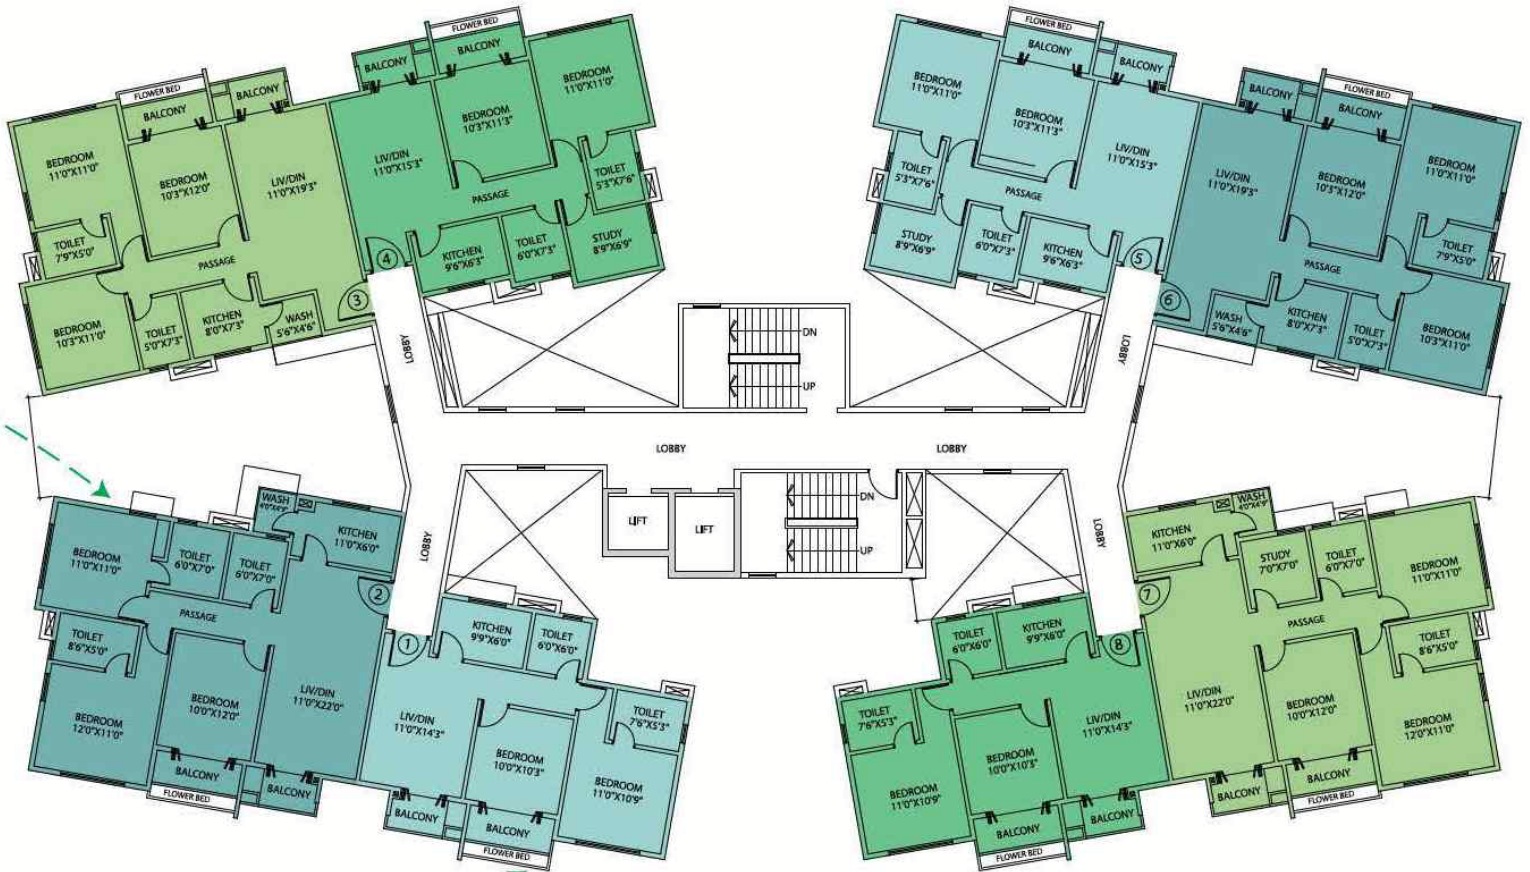 FLOWER BED
BALCONY
BALCONY
BEDROOM
11'0"X11'0"
BEDROOM
10'3"X12'0"
LIV/DIN
11'0"X19'3"
TOILET
7'9"X5'0"
PASSAGE
BEDROOM
10'3"X11'0"
TOILET
5'0"X7'3"
KITCHEN
8'0"X7'3"
WASH
5'6"X4'6"
3
FLOWER BED
BALCONY
BALCONY
BEDROOM
11'0"X11'0"
BEDROOM
10'3"X11'3"
LIV/DIN
11'0"X15'3"
TOILET
5'3"X7'6"
PASSAGE
STUDY
8'9"X6'9"
TOILET
6'0"X7'3"
KITCHEN
9'6"X6'3"
4
FLOWER BED
BALCONY
BALCONY
BEDROOM
11'0"X11'0"
BEDROOM
10'3"X11'3"
LIV/DIN
11'0"X15'3"
TOILET
5'3"X7'6"
PASSAGE
STUDY
8'9"X6'9"
TOILET
6'0"X7'3"
KITCHEN
9'6"X6'3"
5
BALCONY
FLOWER BED
BALCONY
BEDROOM
11'0"X11'0"
BEDROOM
10'3"X12'0"
LIV/DIN
11'0"X19'3"
TOILET
7'9"X5'0"
PASSAGE
WASH
5'6"X4'6"
KITCHEN
8'0"X7'3"
TOILET
5'0"X7'3"
BEDROOM
10'3"X11'0"
6
LOBBY
DN
UP
LOBBY
LOBBY
LOBBY
LIFT
LIFT
DN
UP
LOBBY
LOBBY
WASH
4'0"X4'9"
KITCHEN
11'0"X6'0"
BEDROOM
11'0"X11'0"
TOILET
6'0"X7'0"
TOILET
6'0"X7'0"
2
PASSAGE
TOILET
8'6"X5'0"
BEDROOM
12'0"X11'0"
BEDROOM
10'0"X12'0"
LIV/DIN
11'0"X22'0"
BALCONY
BALCONY
FLOWER BED
1
KITCHEN
9'9"X6'0"
TOILET
6'0"X6'0"
LIV/DIN
11'0"X14'3"
TOILET
7'6"X5'3"
BEDROOM
10'0"X10'3"
BEDROOM
11'0"X10'9"
BALCONY
BALCONY
FLOWER BED
TOILET
6'0"X6'0"
KITCHEN
9'9"X6'0"
8
TOILET
7'6"X5'3"
LIV/DIN
11'0"X14'3"
BEDROOM
10'0"X10'3"
BEDROOM
11'0"X10'9"
BALCONY
BALCONY
FLOWER BED
WASH
4'0"X4'9"
KITCHEN
11'0"X6'0"
STUDY
7'0"X7'0"
TOILET
6'0"X7'0"
BEDROOM
11'0"X11'0"
7
PASSAGE
TOILET
8'6"X5'0"
LIV/DIN
11'0"X22'0"
BEDROOM
10'0"X12'0"
BEDROOM
12'0"X11'0"
BALCONY
BALCONY
FLOWER BED